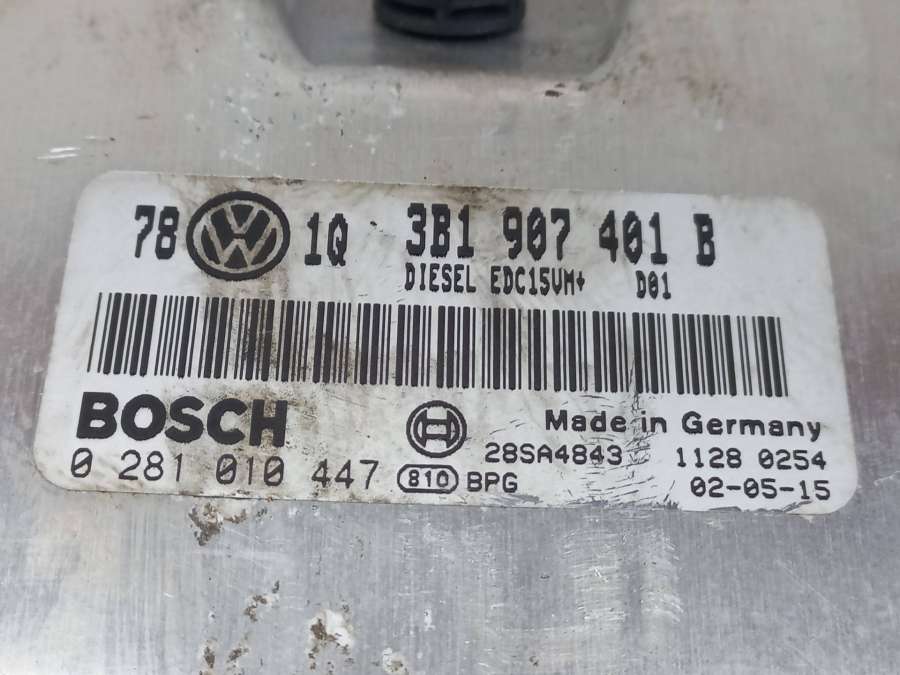 78 VW 1Q 3B1 907 401 B
DIESEL EDC15VM+ D01
BOSCH
Made in Germany
28SA4843 1128 0254
0 281 010 447 810 BPG
02-05-15